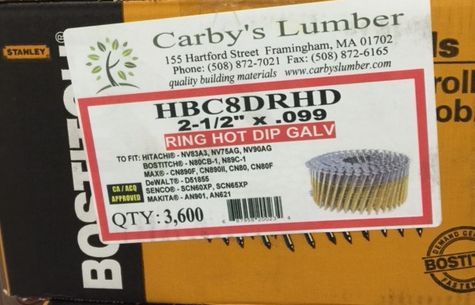 STANLEY
BOSTITCH
®
Carby's Lumber
155 Hartford Street Framingham, MA 01702
Phone: (508) 872-7021 Fax: (508) 872-6165
quality building materials www.carbyslumber.com
HBC8DRHD
2-1/2" x .099
RING HOT DIP GALV
TO FIT: HITACHI® - NV83A3, NV75AG, NV90AG
BOSTITCH® - N80CB-1, N89C-1
MAX® - CN890F, CN890II, CN80, CN80F
DeWALT® - D51855
SENCO® - SCN60XP, SCN65XP
MAKITA® - AN901, AN621
CA / ACQ
APPROVED
QTY: 3,600
BOSTIT